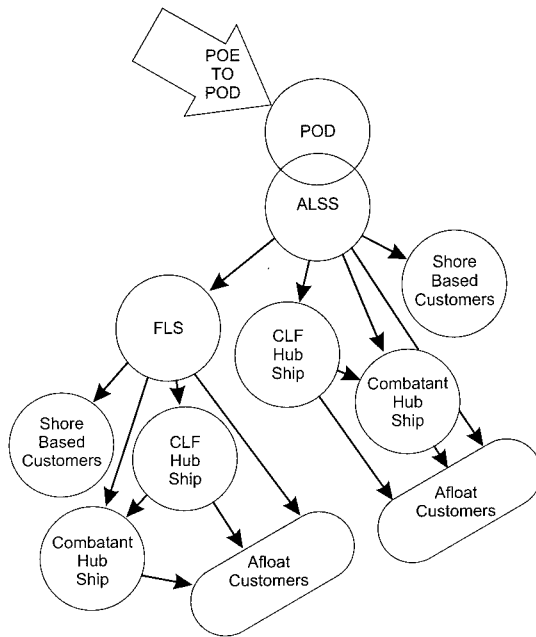 POE
TO
POD
POD
ALSS
Shore
Based
Customers
FLS
CLF
Hub
Ship
Combatant
Hub
Ship
Shore
Based
Customers
CLF
Hub
Ship
Afloat
Customers
Combatant
Hub
Ship
Afloat
Customers